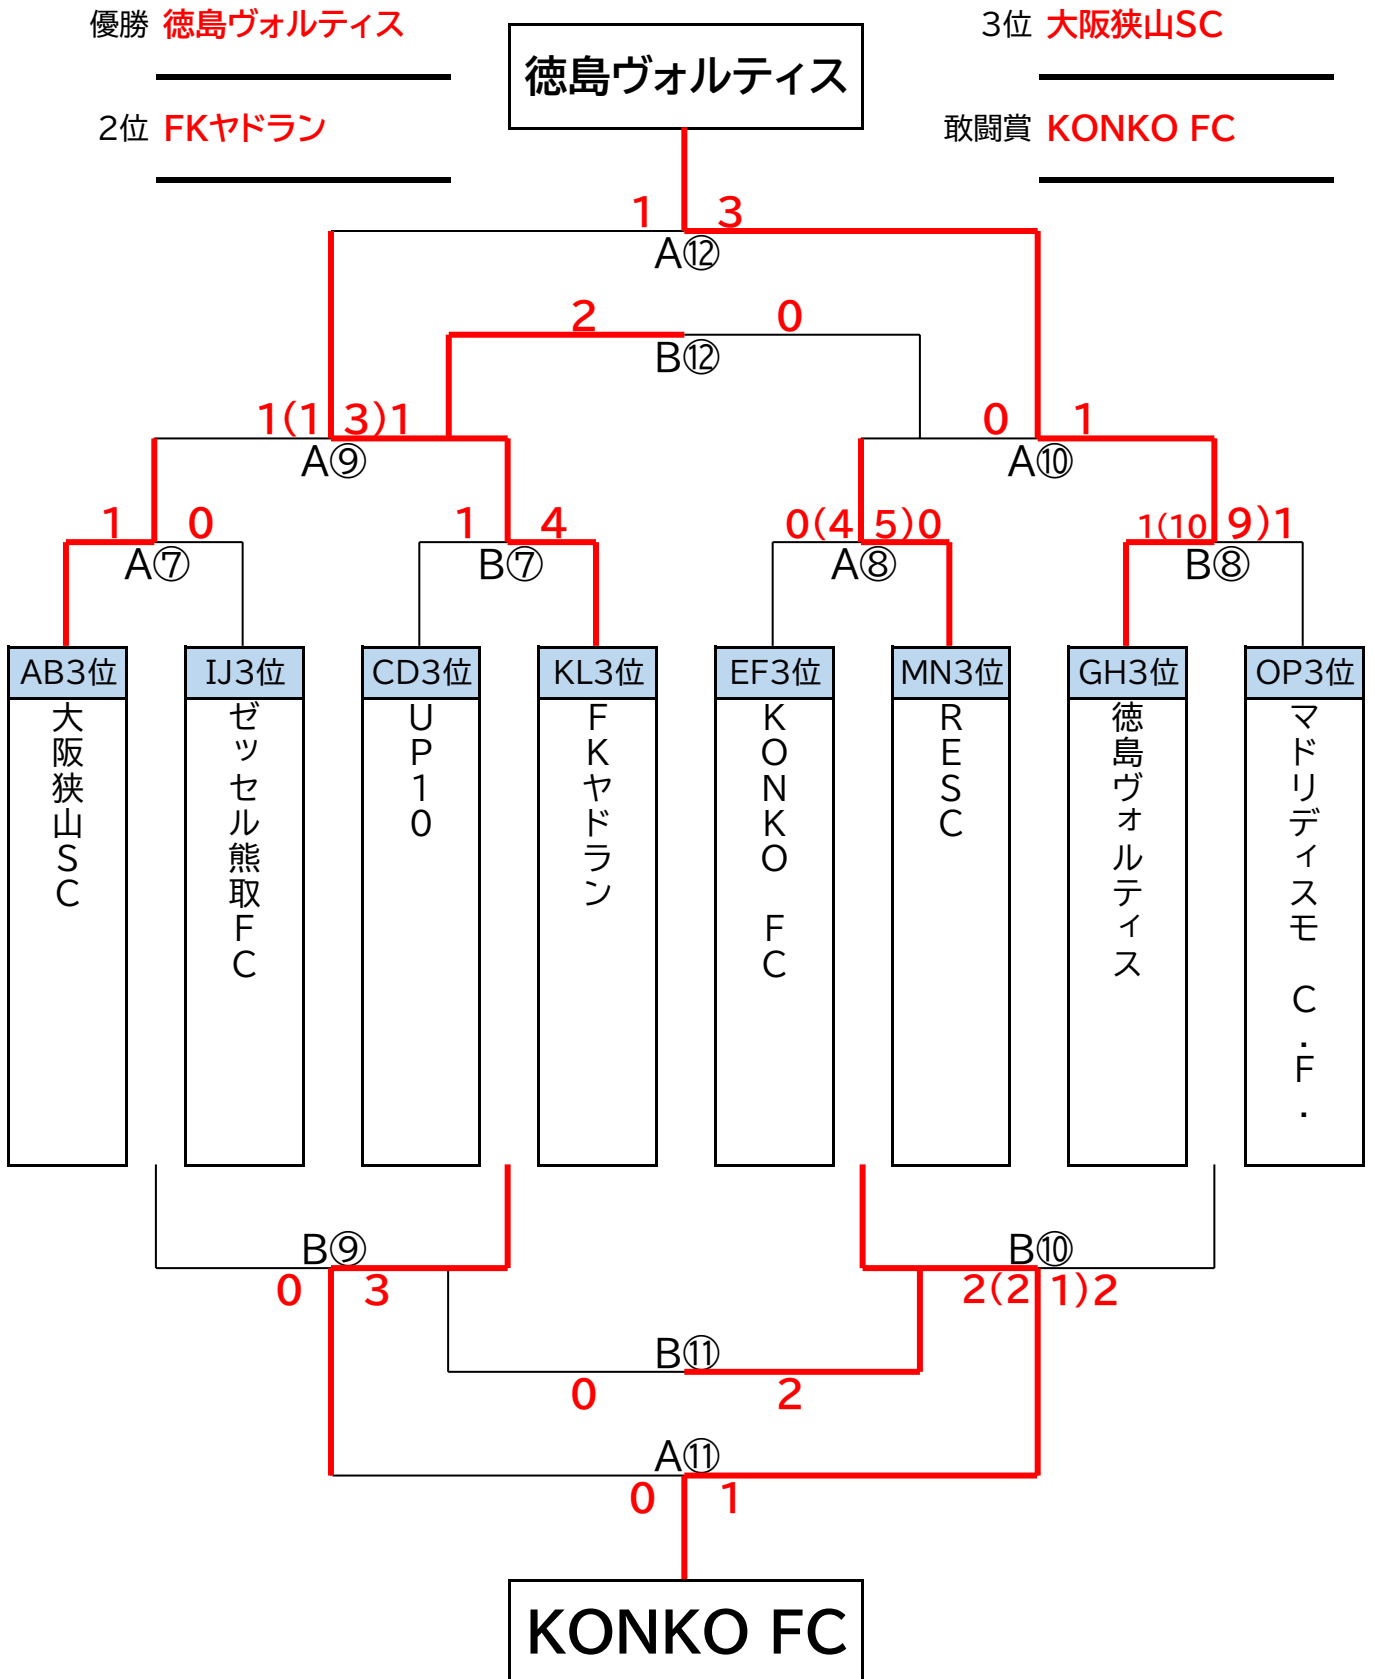 優勝 徳島ヴォルティス
3位 大阪狭山SC
徳島ヴォルティス
2位 FKヤドラン
敢闘賞 KONKO FC
1 3
A⑫
2 0
B⑫
1(1 3)1
A⑨
0 1
A⑩
1 0
A⑦
1 4
B⑦
0(4 5)0
A⑧
1(10 9)1
B⑧
AB3位 IJ3位 CD3位 KL3位 EF3位 MN3位 GH3位 OP3位
大阪狭山SC
ゼッセル熊取FC
UP10
FKヤドラン
KONKO FC
RESC
徳島ヴォルティス
マドリディスモ C.F.
B⑨
0 3
B⑩
2(2 1)2
B⑪
0 2
A⑪
0 1
KONKO FC